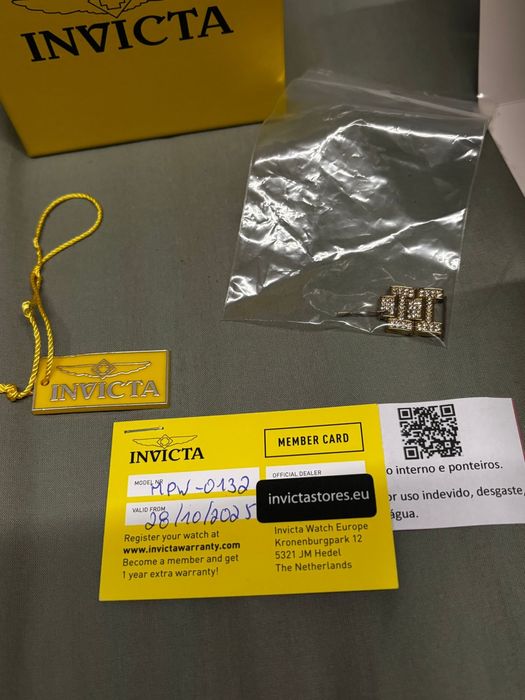 INVICTA
INVICTA
INVICTA
MEMBER CARD
MODEL NR
MPW-0132
OFFICIAL DEALER
invictastores.eu
VALID FROM
28/10/2025
Register your watch at
www.invictawarranty.com
Become a member and get
1 year extra warranty!
Invicta Watch Europe
Kronenburgpark 12
5321 JM Hedel
The Netherlands
o interno e ponteiros.
or uso indevido, desgaste,
água.